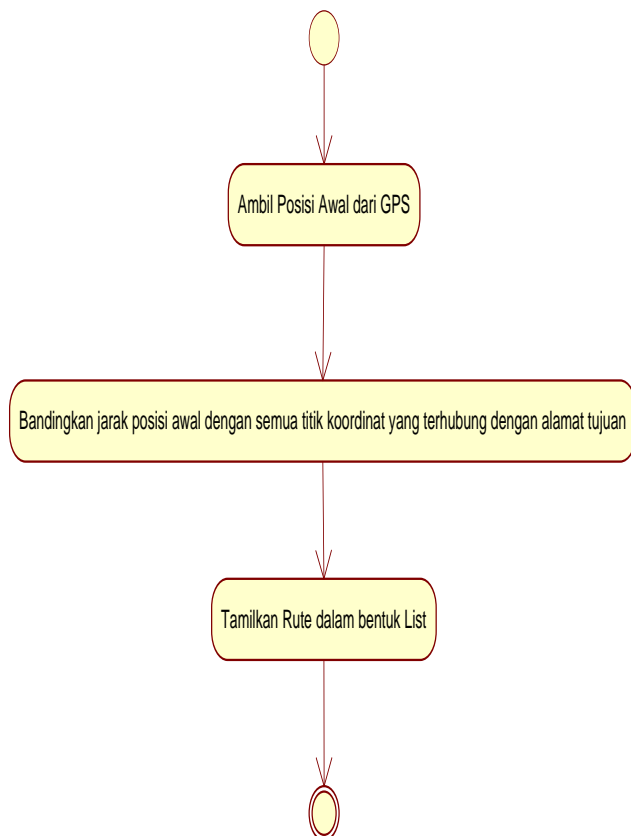 Ambil Posisi Awal dari GPS
Bandingkan jarak posisi awal dengan semua titik koordinat yang terhubung dengan alamat tujuan
Tamilkan Rute dalam bentuk List